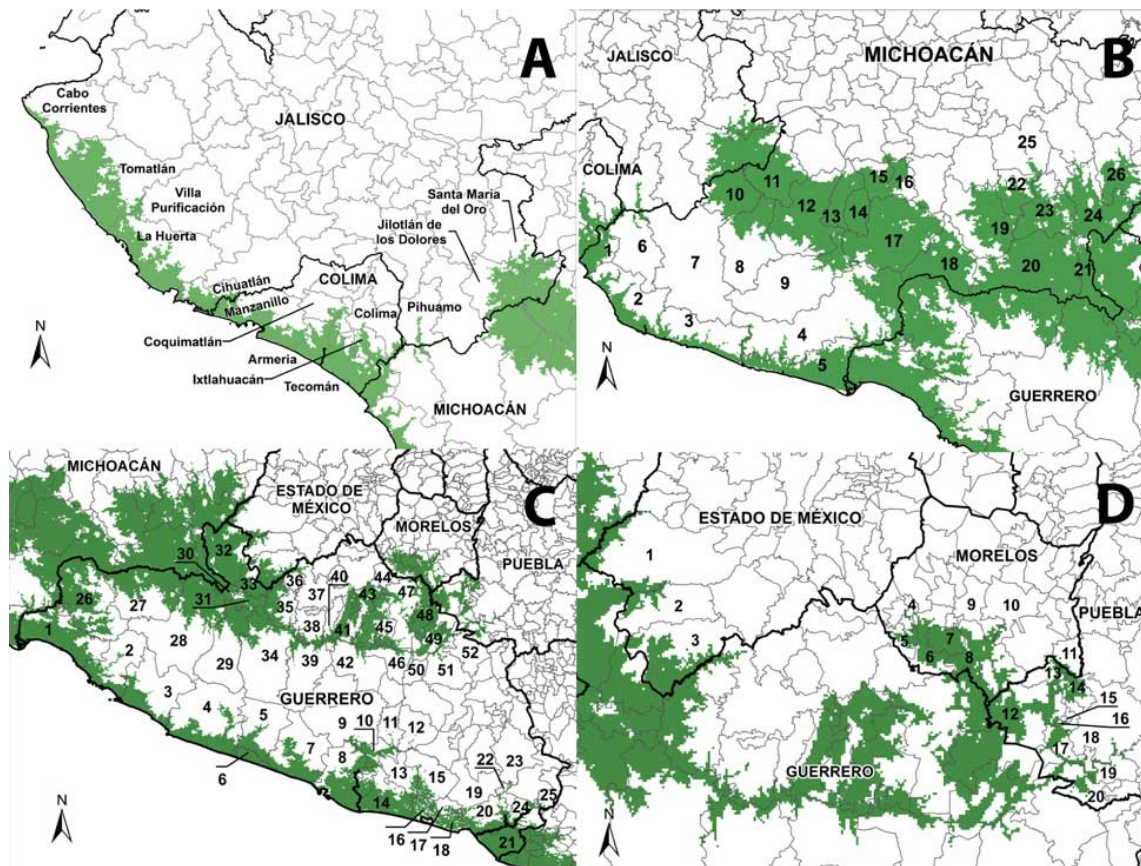 A
Cabo
Corrientes
JALISCO
Tomatlán
Villa
Purificación
La Huerta
Santa María
del Oro
Jilotlán de
los Dolores
Cihuatlán
COLIMA
Manzanillo
Colima
Pihuamo
Coquimatlán
Armería
Ixtlahuacán
Tecomán
MICHOACÁN
N
B
JALISCO
MICHOACÁN
COLIMA
25
26
22
15
16
11
10
12
13
14
23
24
19
1
6
17
7
8
18
20
21
9
2
3
4
5
GUERRERO
N
C
MICHOACÁN
ESTADO DE
MÉXICO
MORELOS
PUEBLA
30
32
33
36
40
44
37
43
47
26
27
31
35
48
1
38
41
45
28
49
2
29
34
39
42
46
50
51
52
GUERRERO
3
4
5
9
10
11
12
6
7
8
13
15
22
23
14
19
25
16
17
18
20
24
21
N
D
ESTADO DE MÉXICO
MORELOS
PUEBLA
1
2
3
4
9
10
5
7
6
8
11
13
14
12
15
16
17
18
19
20
GUERRERO
N